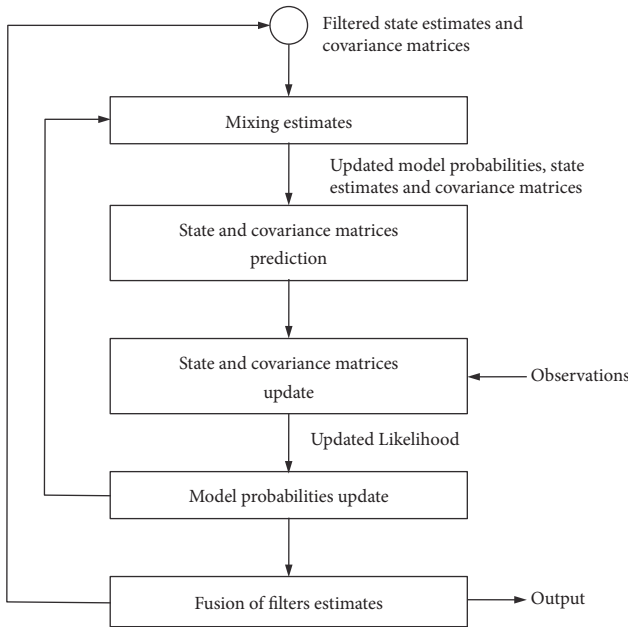 Filtered state estimates and
covariance matrices
Mixing estimates
Updated model probabilities, state
estimates and covariance matrices
State and covariance matrices
prediction
State and covariance matrices
update
Observations
Updated Likelihood
Model probabilities update
Fusion of filters estimates
Output